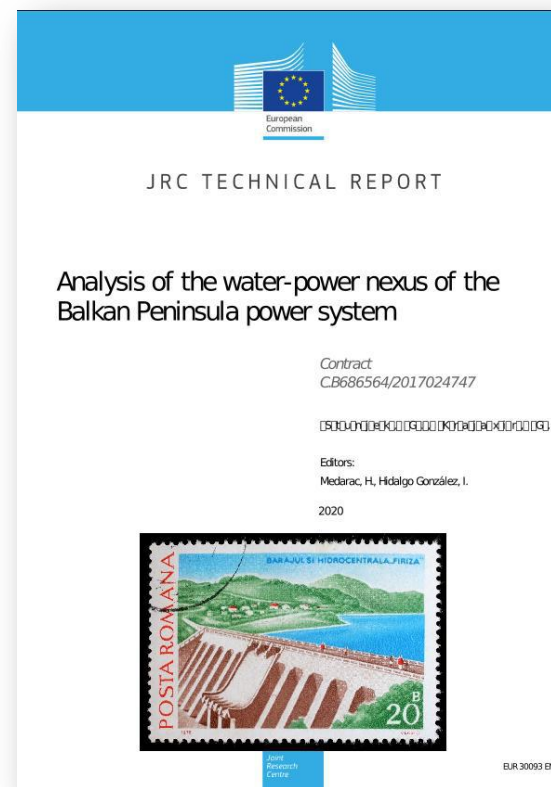 European
Commission
JRC TECHNICAL REPORT
Analysis of the water-power nexus of the
Balkan Peninsula power system
Contract
C.B686564/2017024747
Editors:
Medarac, H., Hidalgo González, I.
2020
BARAJUL SI HIDROCENTRALA „FIRIZA”
POSTA ROMANA
B
20
Joint
Research
Centre
EUR 30093 EN